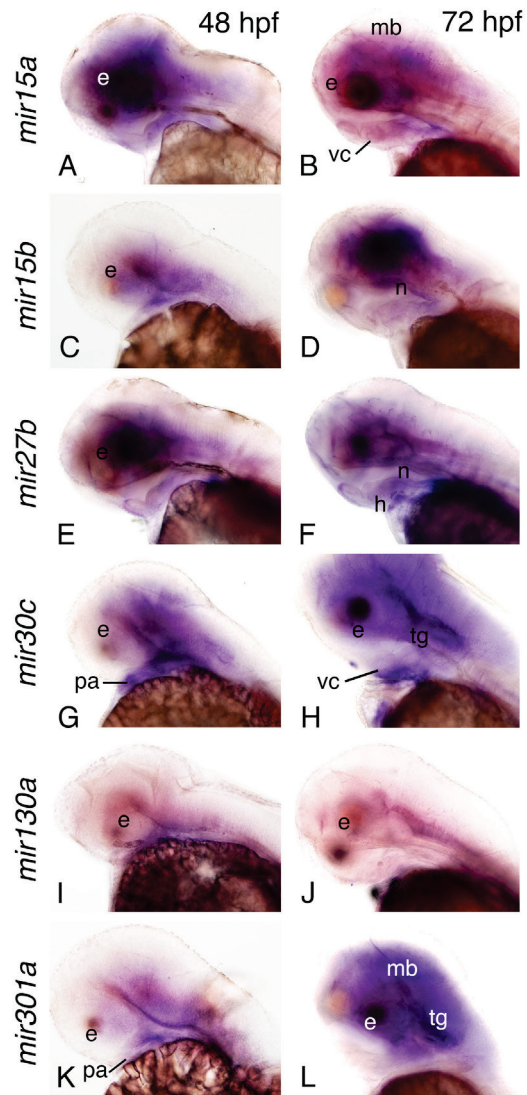 48 hpf
72 hpf
mir15a
e
A
mb
e
vc
B
mir15b
e
C
n
D
mir27b
e
E
n
h
F
mir30c
e
pa
G
e
tg
vc
H
mir130a
e
I
e
J
mir301a
e
pa
K
mb
e
tg
L